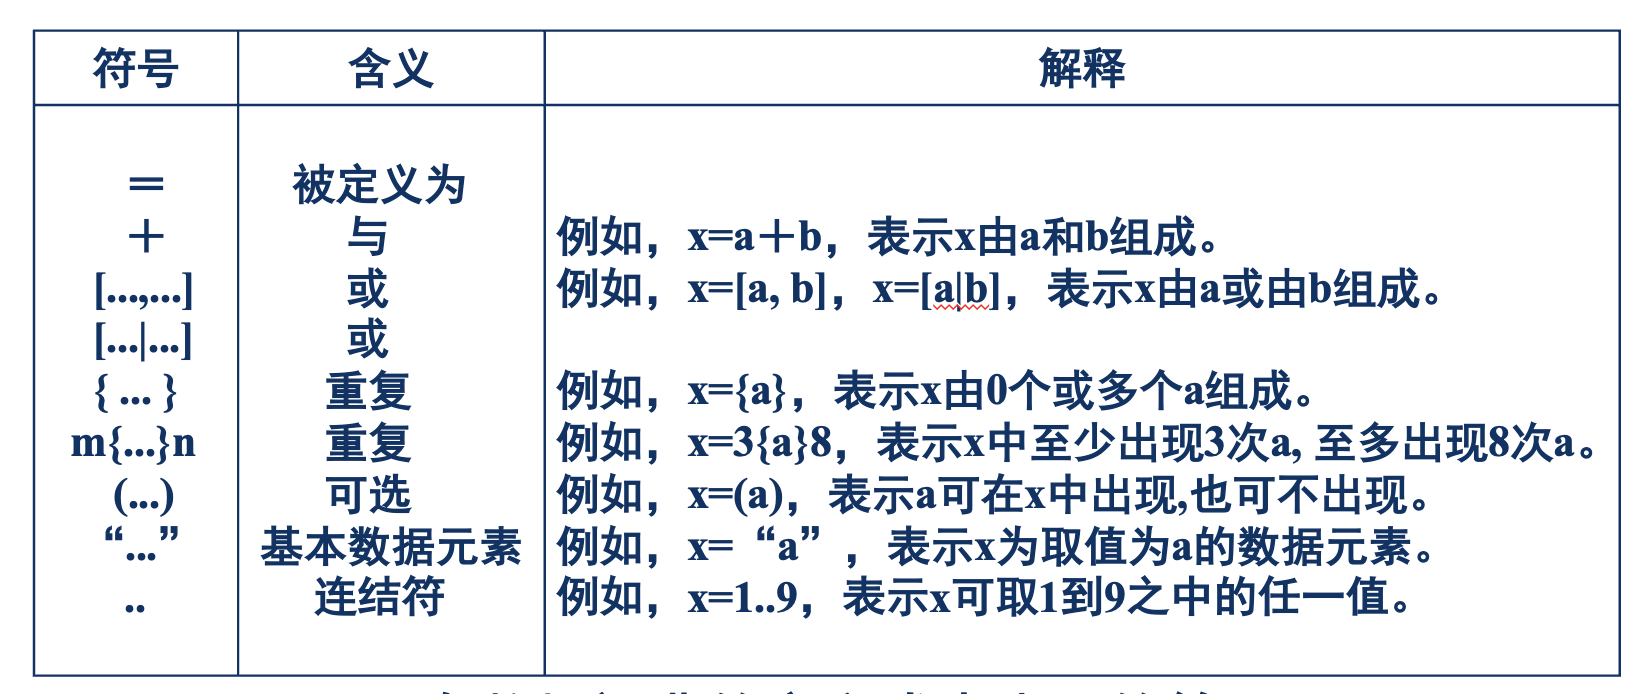 符号 含义 解释
＝ 被定义为
＋ 与 例如，x=a＋b，表示x由a和b组成。
[...,...] 或 例如，x=[a, b]，x=[a|b]，表示x由a或由b组成。
[...|...] 或
{ ... } 重复 例如，x={a}，表示x由0个或多个a组成。
m{...}n 重复 例如，x=3{a}8，表示x中至少出现3次a, 至多出现8次a。
(...) 可选 例如，x=(a)，表示a可在x中出现,也可不出现。
“...” 基本数据元素 例如，x=“a”，表示x为取值为a的数据元素。
.. 连结符 例如，x=1..9，表示x可取1到9之中的任一值。